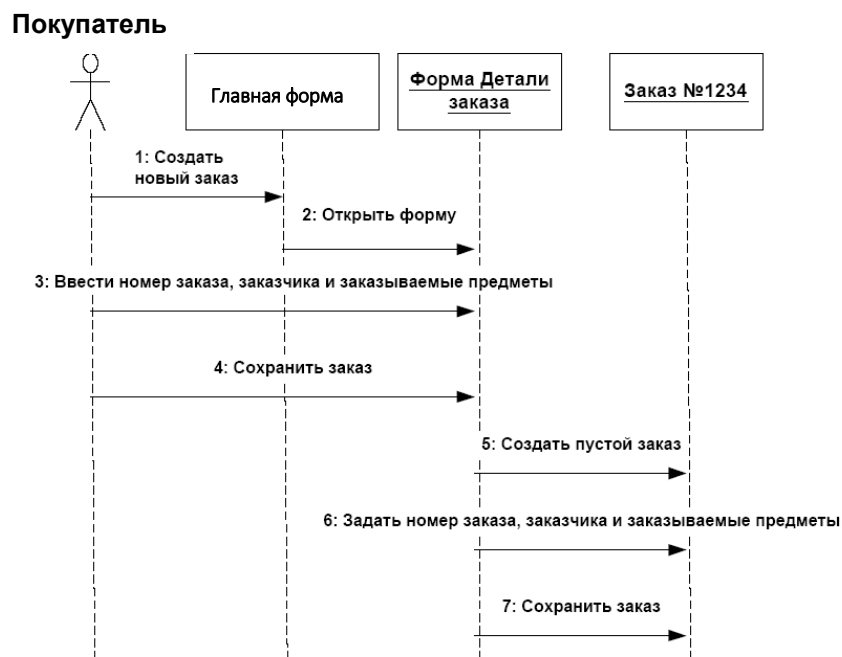 Покупатель
Главная форма
Форма Детали
заказа
Заказ №1234
1: Создать
новый заказ
2: Открыть форму
3: Ввести номер заказа, заказчика и заказываемые предметы
4: Сохранить заказ
5: Создать пустой заказ
6: Задать номер заказа, заказчика и заказываемые предметы
7: Сохранить заказ